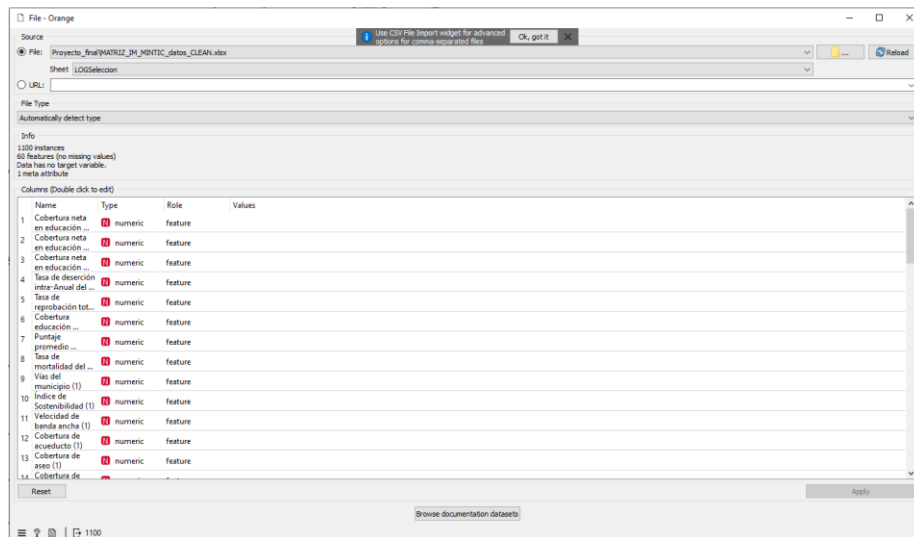 File - Orange
Source
Use CSV File Import widget for advanced
options for comma-separated files
Ok, got it
File: Proyecto_final\MATRIZ_IM_MINTIC_datos_CLEAN.xlsx
...
Reload
Sheet LOGSeleccion
URL:
File Type
Automatically detect type
Info
1100 instances
60 features (no missing values)
Data has no target variable.
1 meta attribute
Columns (Double click to edit)
Name Type Role Values
1 Cobertura neta
en educación ... N numeric feature
2 Cobertura neta
en educación ... N numeric feature
3 Cobertura neta
en educación ... N numeric feature
4 Tasa de deserción
intra-Anual del ... N numeric feature
5 Tasa de
reprobación tot... N numeric feature
6 Cobertura
educación ... N numeric feature
7 Puntaje
promedio ... N numeric feature
8 Tasa de
mortalidad del ... N numeric feature
9 Vías del
municipio (1) N numeric feature
10 Índice de
Sostenibilidad (1) N numeric feature
11 Velocidad de
banda ancha (1) N numeric feature
12 Cobertura de
acueducto (1) N numeric feature
13 Cobertura de
aseo (1) N numeric feature
14 Cobertura de
Reset
Apply
Browse documentation datasets
1100